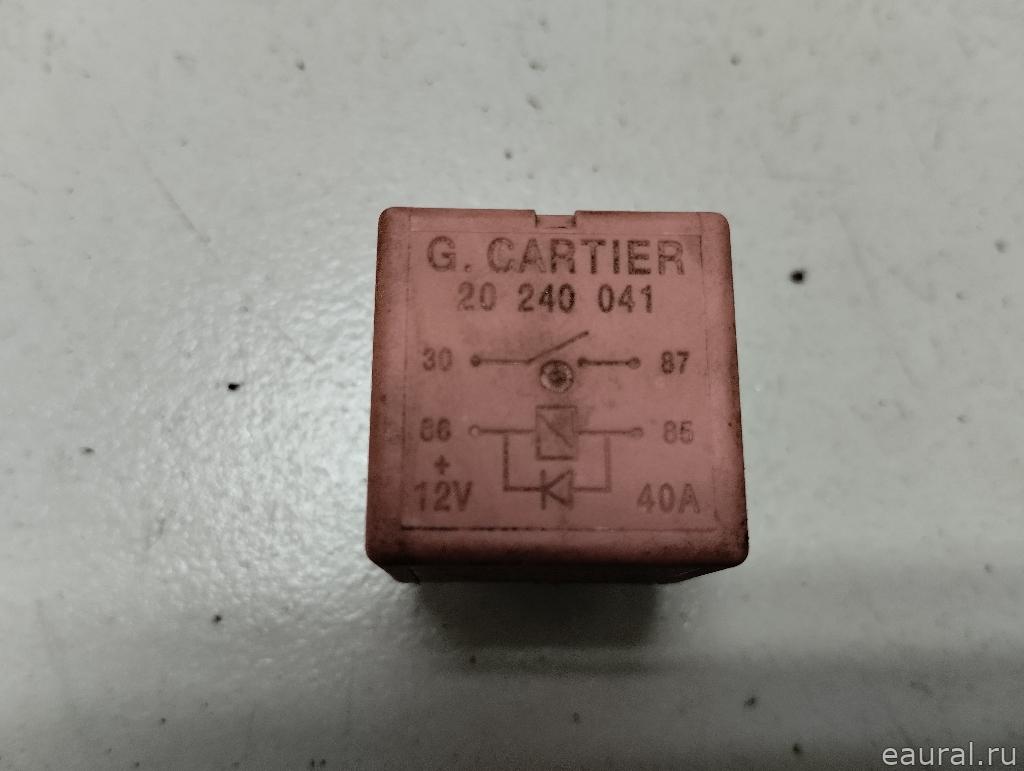 G. CARTIER
20 240 041
30 87
86 85
+
12V 40A
eaural.ru